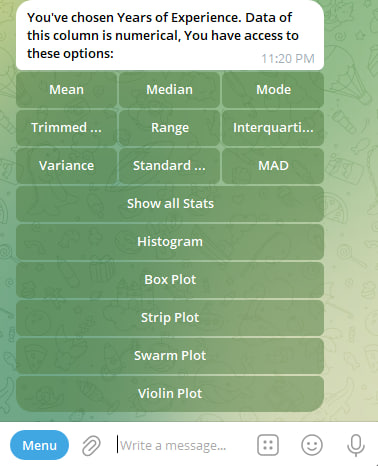 You've chosen Years of Experience. Data of
this column is numerical, You have access to
these options:
11:20 PM
Mean Median Mode
Trimmed ... Range Interquarti...
Variance Standard ... MAD
Show all Stats
Histogram
Box Plot
Strip Plot
Swarm Plot
Violin Plot
Menu Write a message...